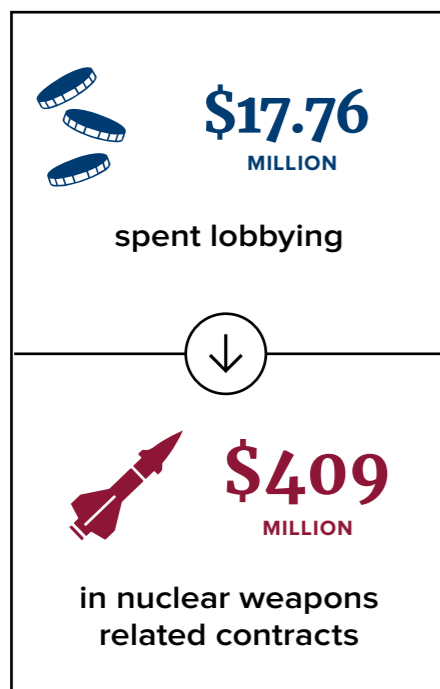 $17.76
MILLION
spent lobbying
$409
MILLION
in nuclear weapons
related contracts